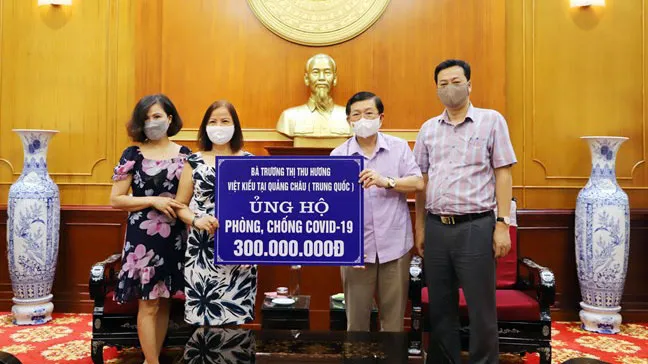 BÀ TRƯƠNG THỊ THU HƯƠNG
VIỆT KIỀU TẠI QUẢNG CHÂU ( TRUNG QUỐC )
ỦNG HỘ
PHÒNG, CHỐNG COVID-19
300.000.000Đ